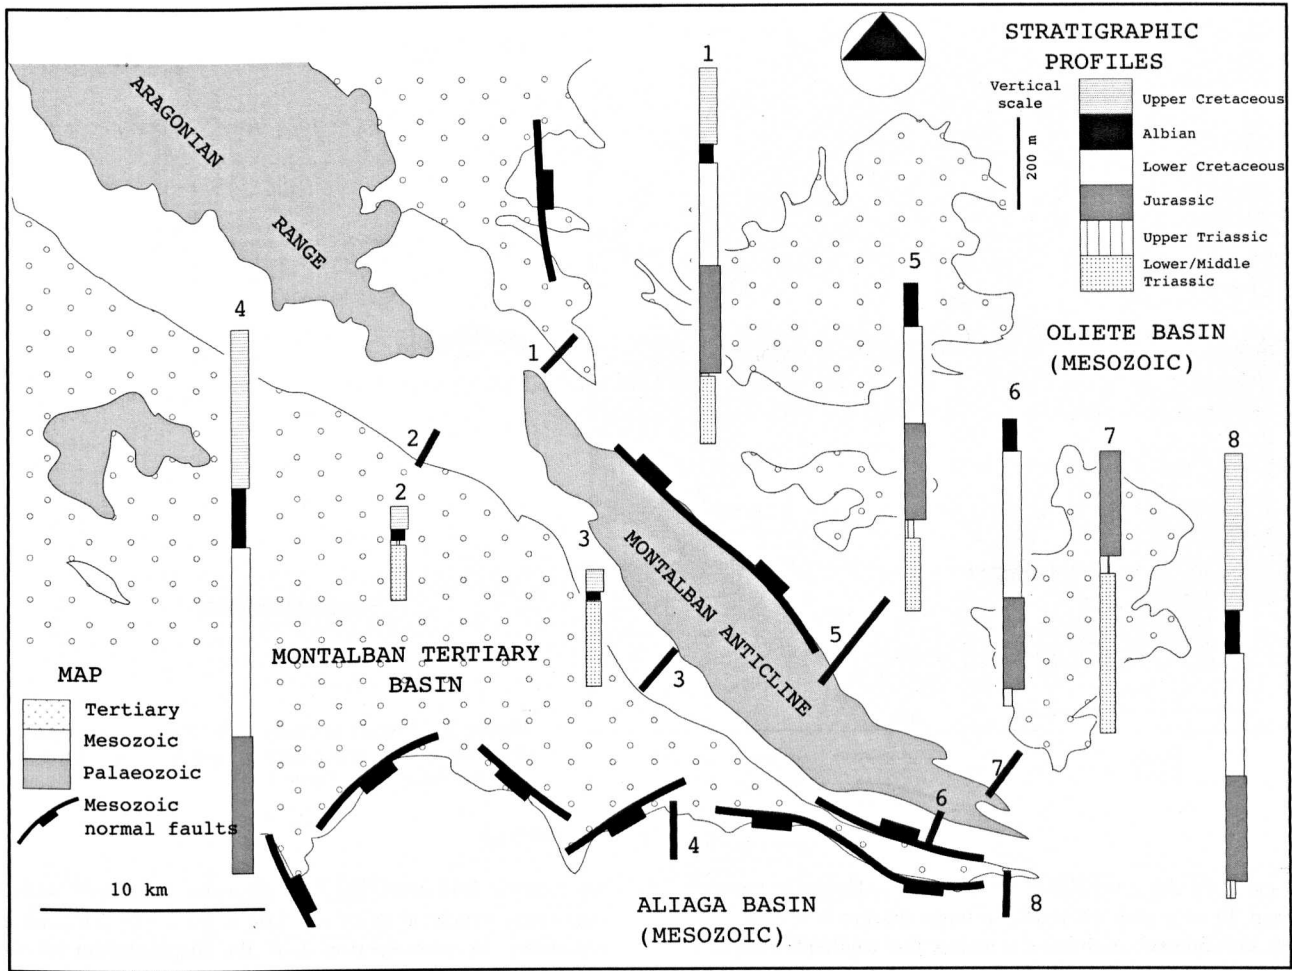 STRATIGRAPHIC
PROFILES
Vertical
scale
200 m
Upper Cretaceous
Albian
Lower Cretaceous
Jurassic
Upper Triassic
Lower/Middle
Triassic
ARAGONIAN
RANGE
1
5
4
OLIETE BASIN
(MESOZOIC)
1
6
2
7
8
2
3
MONTALBAN ANTICLINE
5
MONTALBAN TERTIARY
BASIN
3
MAP
Tertiary
Mesozoic
Palaeozoic
Mesozoic
normal faults
7
6
4
10 km
8
ALIAGA BASIN
(MESOZOIC)